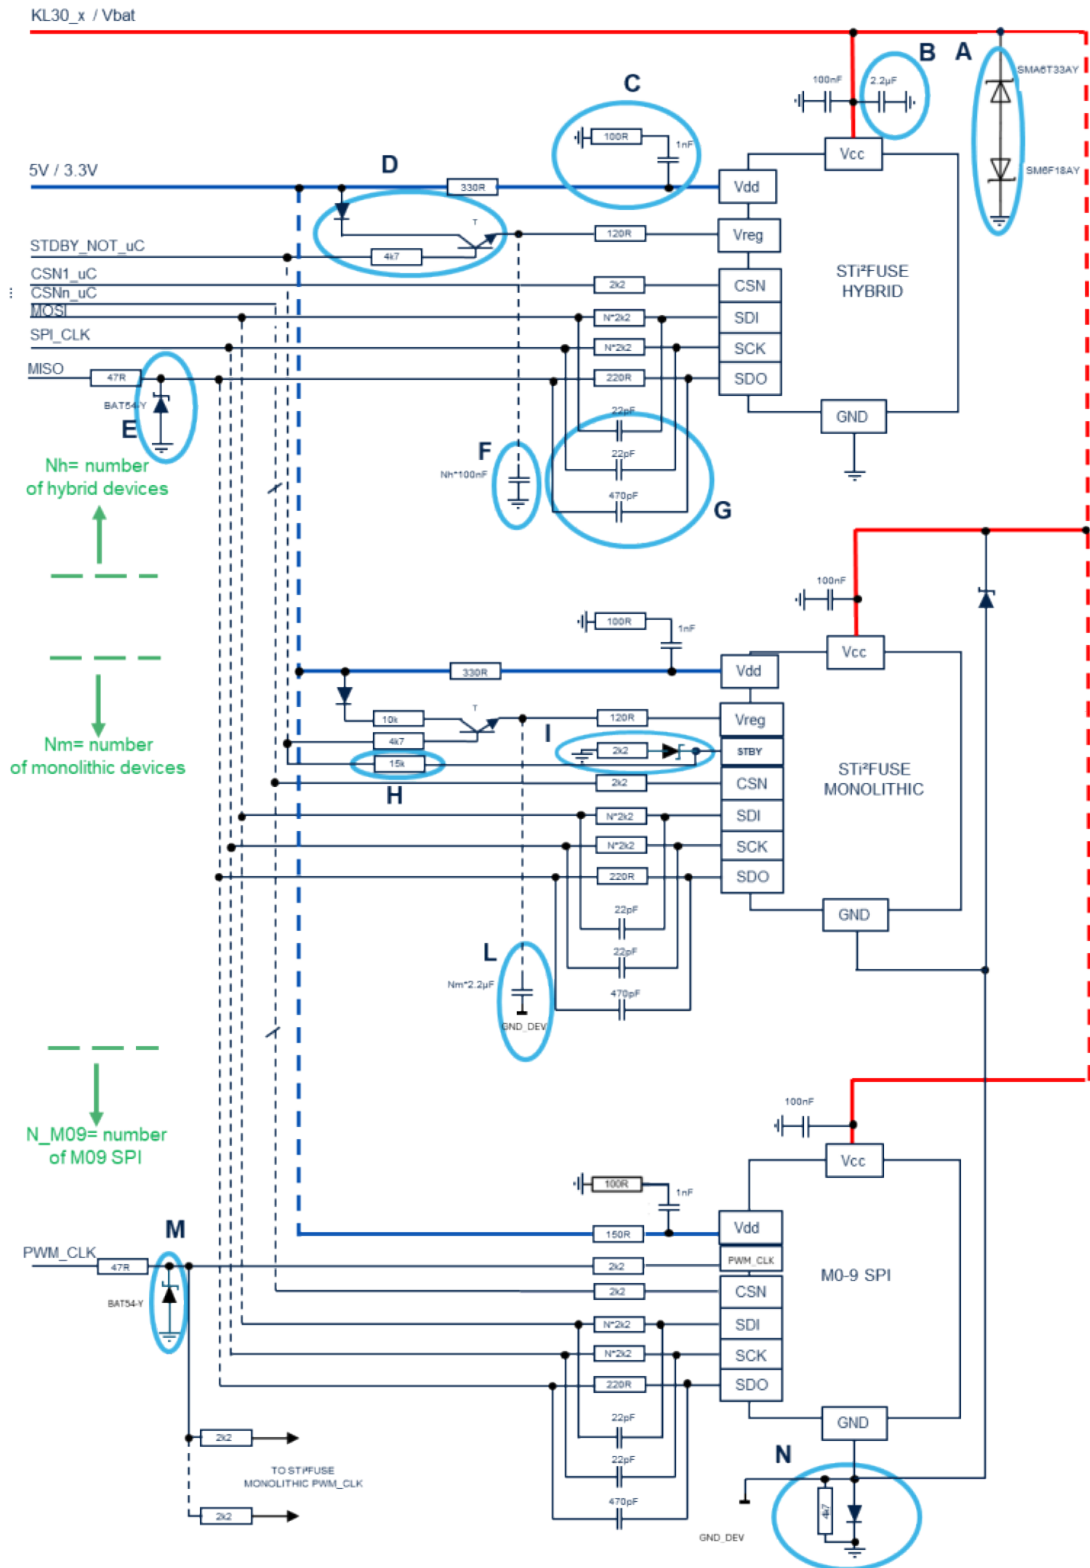 KL30_x / Vbat
B
A
SMA6T33AY
100nF
2.2µF
C
100R
1nF
Vcc
SM6F18AY
5V / 3.3V
D
330R
Vdd
T
STDBY_NOT_uC
4k7
120R
Vreg
STi²FUSE
HYBRID
CSN1_uC
2k2
CSN
CSNn_uC
MOSI
N*2k2
SDI
SPI_CLK
N*2k2
SCK
MISO
47R
220R
SDO
BAT54-Y
E
22pF
GND
F
22pF
Nh= number
of hybrid devices
Nh*100nF
470pF
G
100nF
100R
1nF
Vcc
330R
Vdd
T
10k
120R
Vreg
I
4k7
2k2
STBY
Nm= number
of monolithic devices
15k
STi²FUSE
MONOLITHIC
H
2k2
CSN
N*2k2
SDI
N*2k2
SCK
220R
SDO
22pF
GND
L
22pF
Nm*2.2µF
470pF
GND_DEV
100nF
N_M09= number
of M09 SPI
Vcc
100R
1nF
M
150R
Vdd
PWM_CLK
47R
2k2
PWM_CLK
M0-9 SPI
BAT54-Y
2k2
CSN
N*2k2
SDI
N*2k2
SCK
220R
SDO
22pF
GND
2k2
N
22pF
TO STi²FUSE
MONOLITHIC PWM_CLK
470pF
4k7
2k2
GND_DEV